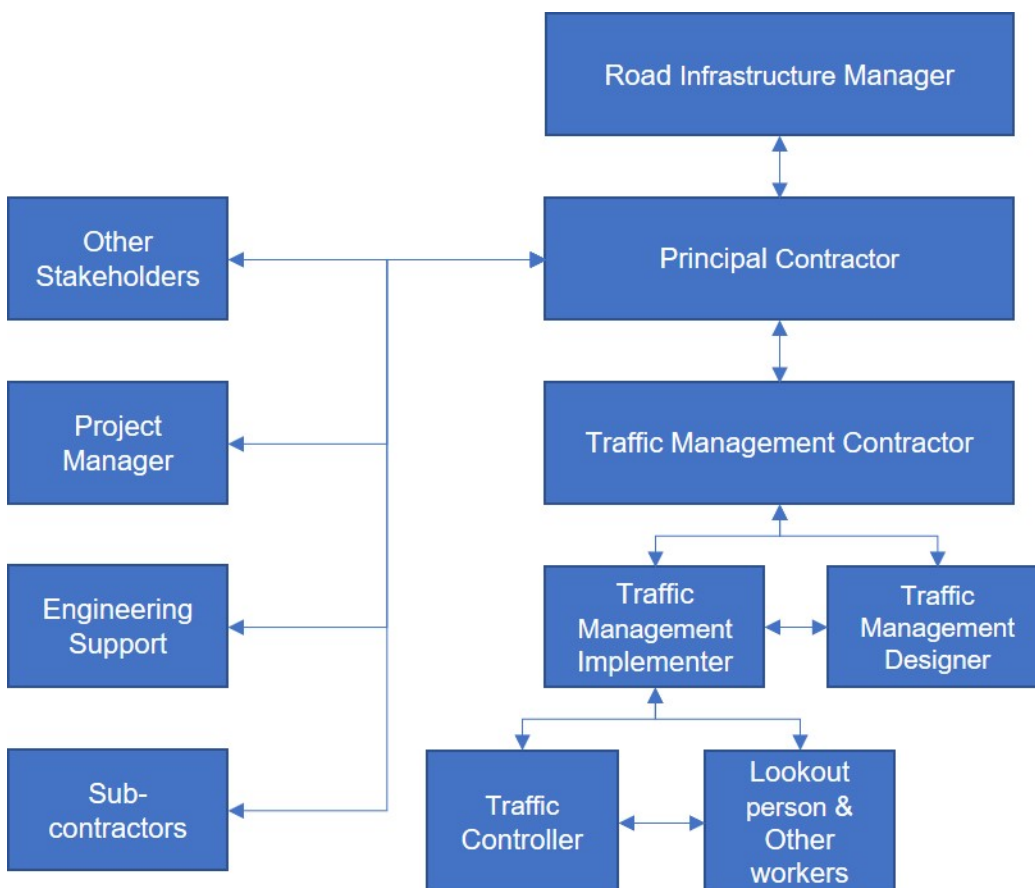 Road Infrastructure Manager
Other
Stakeholders
Principal Contractor
Project
Manager
Traffic Management Contractor
Engineering
Support
Traffic
Management
Implementer
Traffic
Management
Designer
Sub-
contractors
Traffic
Controller
Lookout
person &
Other
workers